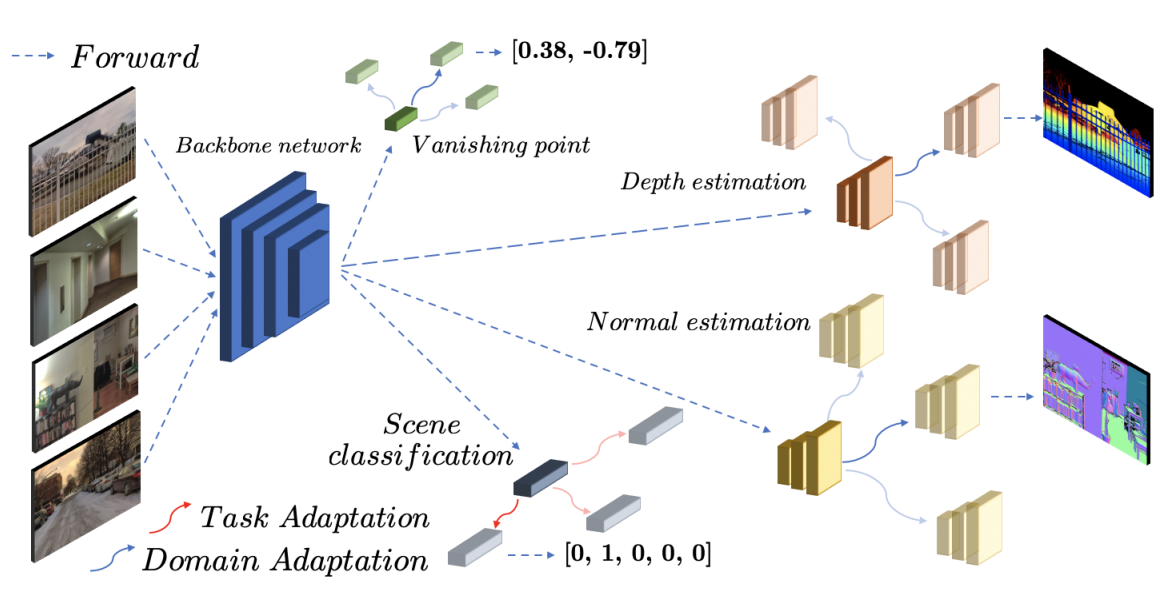 Forward
[0.38, -0.79]
Backbone network
Vanishing point
Depth estimation
Normal estimation
Scene
classification
Task Adaptation
Domain Adaptation
[0, 1, 0, 0, 0]